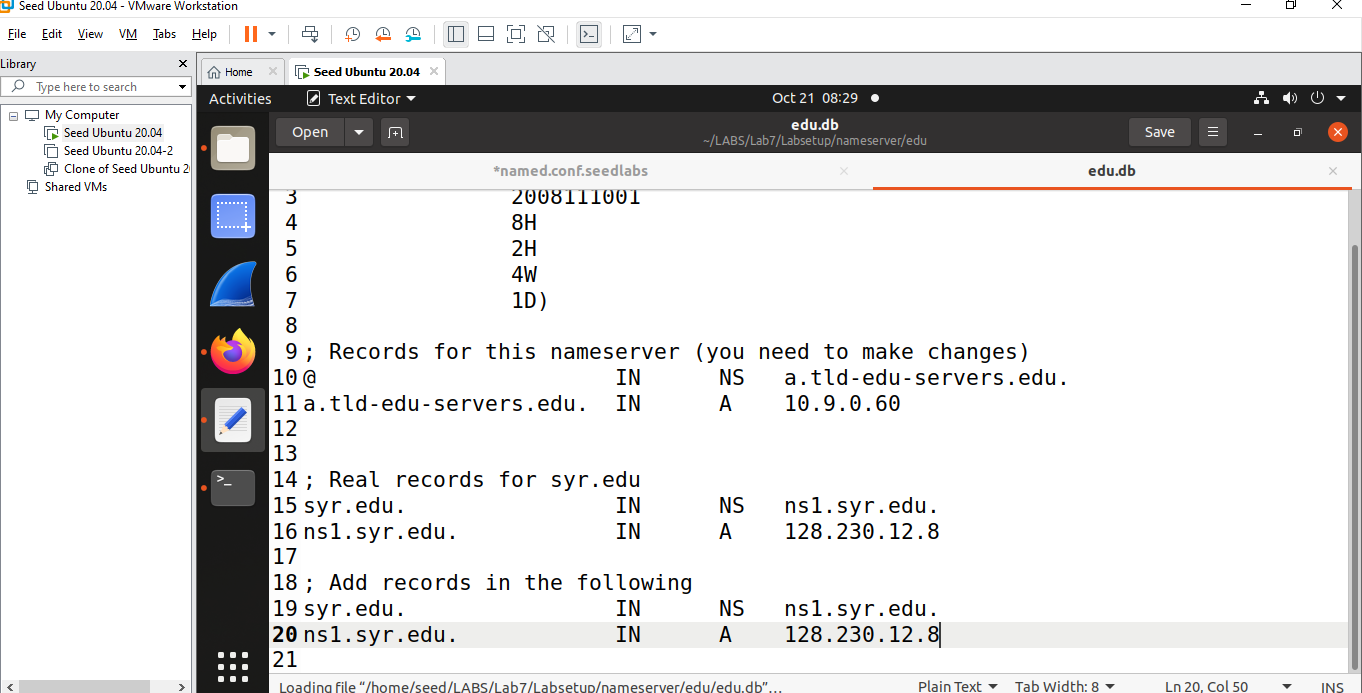 Seed Ubuntu 20.04 - VMware Workstation
File Edit View VM Tabs Help
Library
Type here to search
My Computer
Seed Ubuntu 20.04
Seed Ubuntu 20.04-2
Clone of Seed Ubuntu 2
Shared VMs
Home
Seed Ubuntu 20.04
Activities Text Editor Oct 21 08:29
Open edu.db Save
~/LABS/Lab7/Labsetup/nameserver/edu
*named.conf.seedlabs edu.db
3 2008111001
4 8H
5 2H
6 4W
7 1D)
8
9 ; Records for this nameserver (you need to make changes)
10 @ IN NS a.tld-edu-servers.edu.
11 a.tld-edu-servers.edu. IN A 10.9.0.60
12
13
14 ; Real records for syr.edu
15 syr.edu. IN NS ns1.syr.edu.
16 ns1.syr.edu. IN A 128.230.12.8
17
18 ; Add records in the following
19 syr.edu. IN NS ns1.syr.edu.
20 ns1.syr.edu. IN A 128.230.12.8
21
Loading file “/home/seed/LABS/Lab7/Labsetup/nameserver/edu/edu.db”... Plain Text Tab Width: 8 Ln 20, Col 50 INS